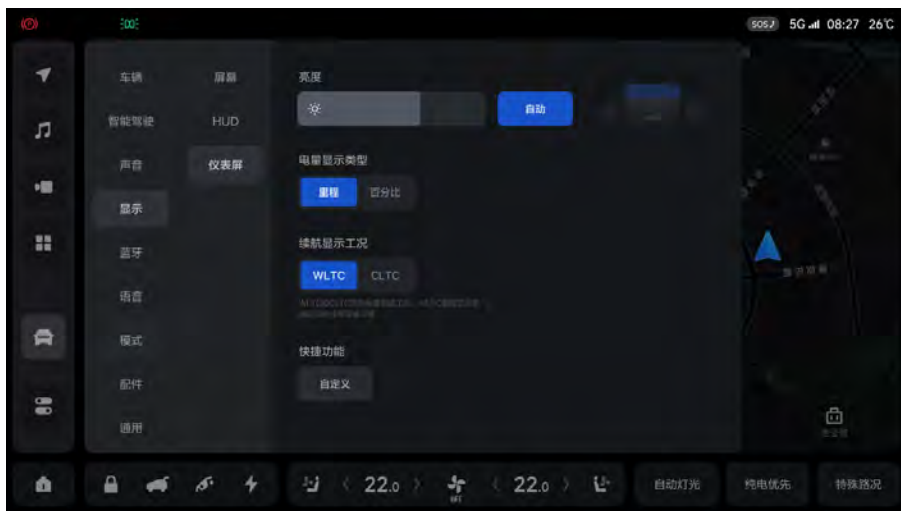 SOS 5G 08:27 26℃
车辆
智能驾驶
声音
显示
蓝牙
语音
模式
配件
通用
屏幕
HUD
仪表屏
亮度
自动
电量显示类型
里程 百分比
续航显示工况
WLTC CLTC
快捷功能
自定义
22.0
OFF
22.0
自动灯光
纯电优先
特殊路况